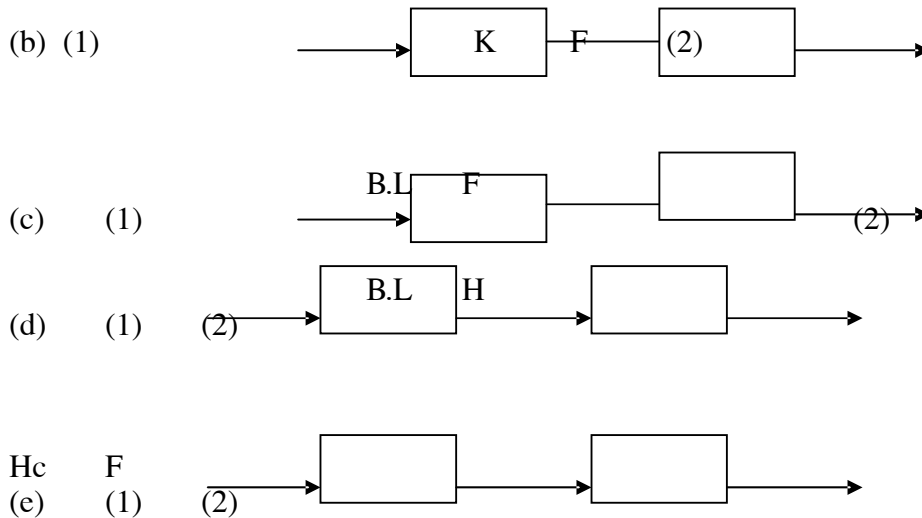 (b) (1) K F (2)
B.L F
(c) (1) (2)
B.L H
(d) (1) (2)
Hc F
(e) (1) (2)